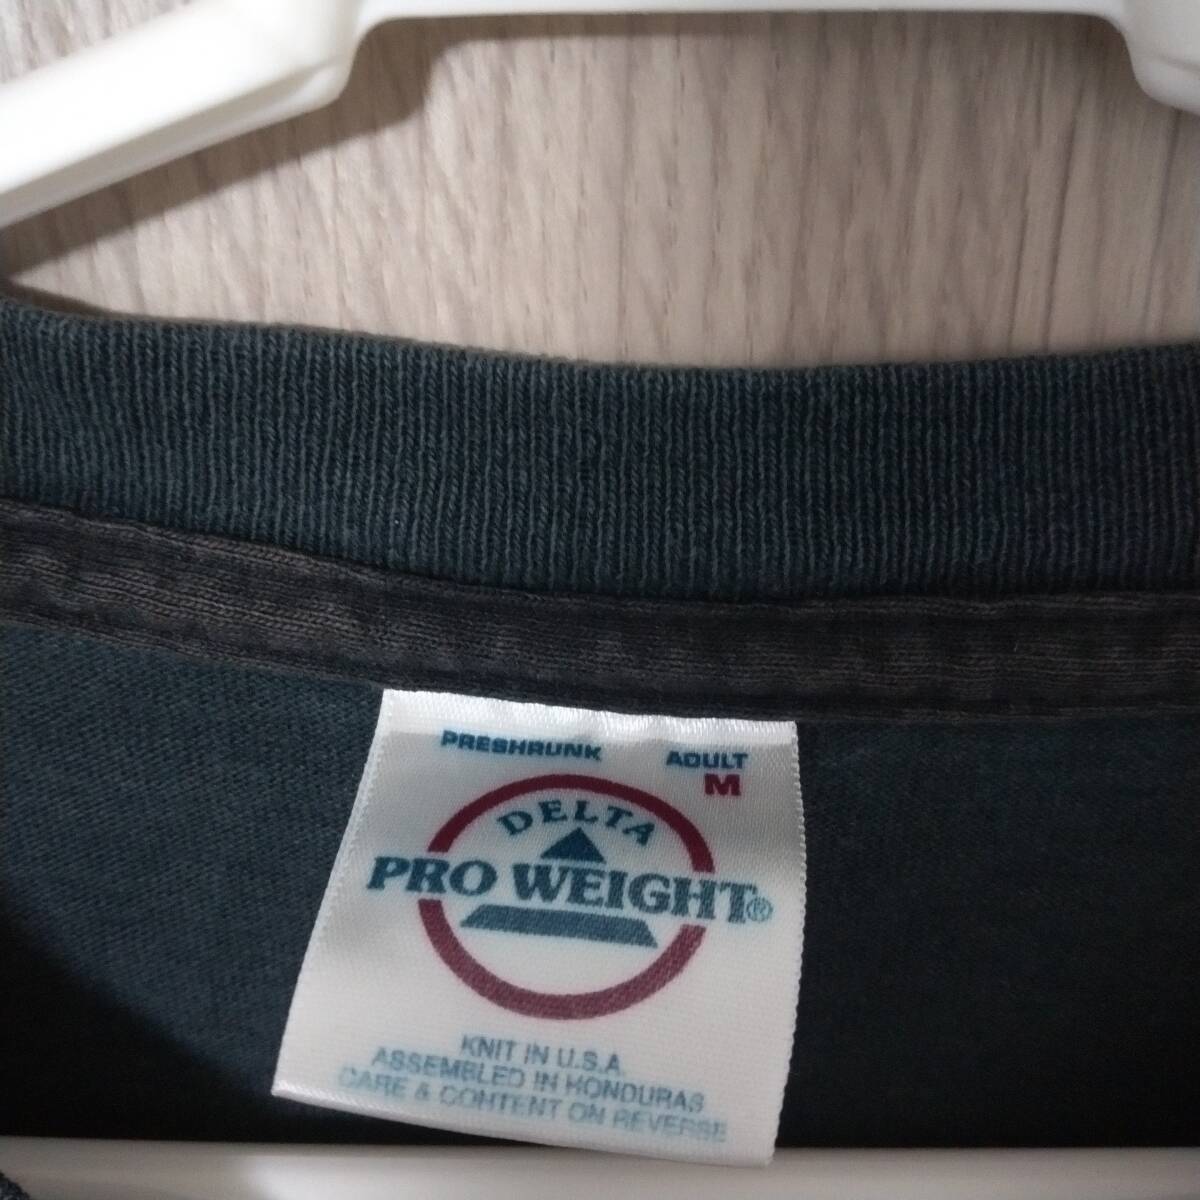 PRESHRUNK ADULT
M
DELTA
PRO WEIGHT®
KNIT IN U.S.A.
ASSEMBLED IN HONDURAS
CARE & CONTENT ON REVERSE